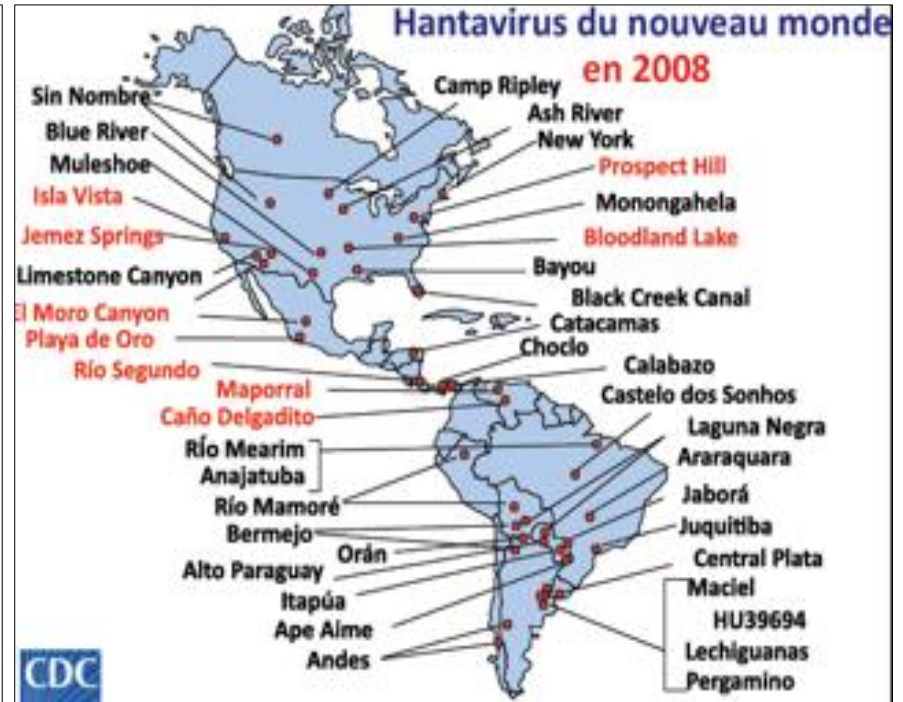 Hantavirus du nouveau monde
en 2008
Sin Nombre
Blue River
Muleshoe
Isla Vista
Jemez Springs
Limestone Canyon
El Moro Canyon
Playa de Oro
Río Segundo
Maporral
Caño Delgadito
RÍo Mearim
Anajatuba
Río Mamoré
Bermejo
Orán
Alto Paraguay
Itapúa
Ape Aime
Andes
Camp Ripley
Ash River
New York
Prospect Hill
Monongahela
Bloodland Lake
Bayou
Black Creek Canal
Catacamas
Choclo
Calabazo
Castelo dos Sonhos
Laguna Negra
Araraquara
Jaborá
Juquitiba
Central Plata
Maciel
HU39694
Lechiguanas
Pergamino
CDC